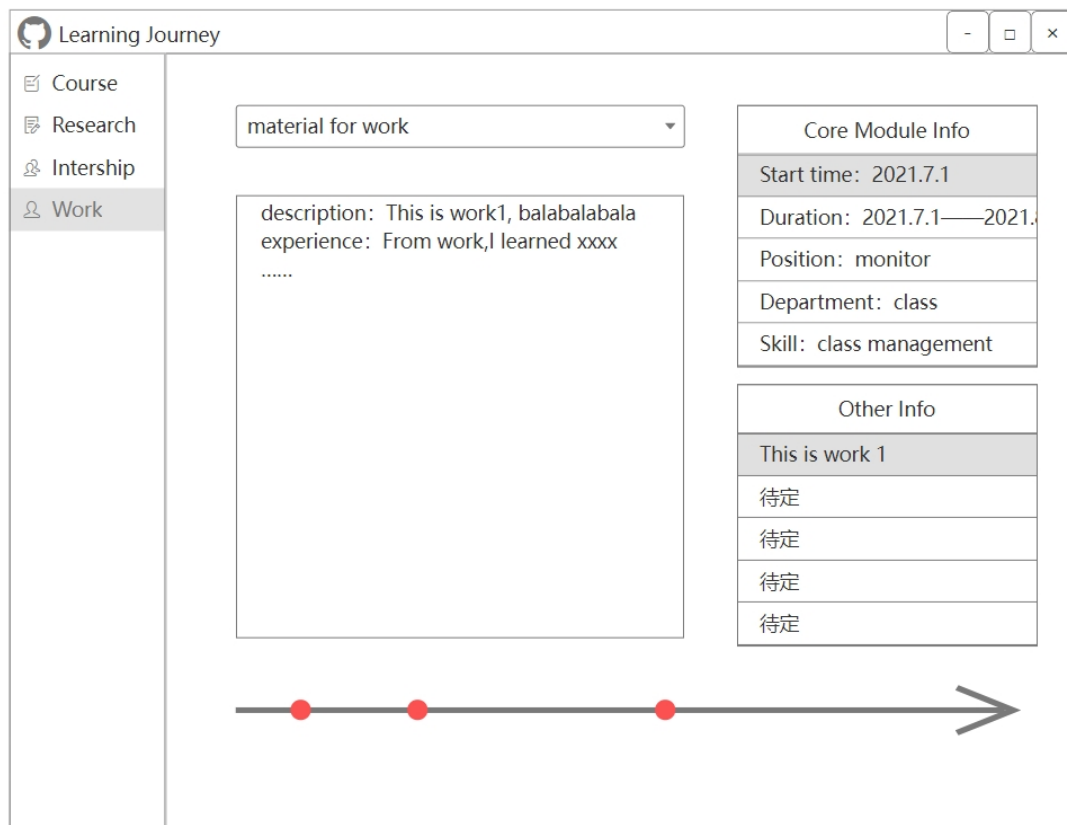 Learning Journey
Course
Research
Intership
Work
material for work
description：This is work1, balabalabala
experience：From work,I learned xxxx
......
Core Module Info
Start time：2021.7.1
Duration：2021.7.1——2021.
Position：monitor
Department：class
Skill：class management
Other Info
This is work 1
待定
待定
待定
待定